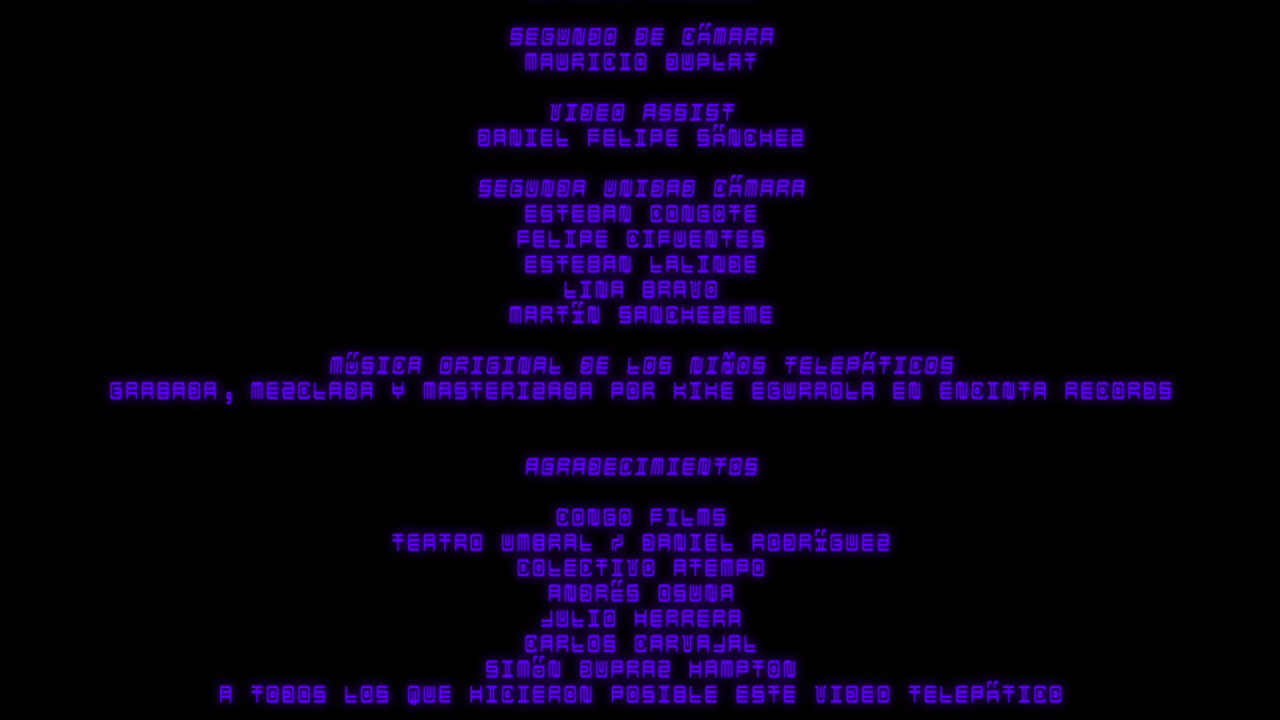 SEGUNDO DE CÁMARA
MAURICIO DUPLAT
VIDEO ASSIST
DANIEL FELIPE SÁNCHEZ
SEGUNDA UNIDAD CÁMARA
ESTEBAN CONGOTE
FELIPE CIFUENTES
ESTEBAN LALINDE
LINA BRAVO
MARTÍN SANCHEZEME
MÚSICA ORIGINAL DE LOS NIÑOS TELEPÁTICOS
GRABADA, MEZCLADA Y MASTERIZADA POR KIKE EGURROLA EN ENCINTA RECORDS
AGRADECIMIENTOS
CONGO FILMS
TEATRO UMBRAL / DANIEL RODRÍGUEZ
COLECTIVO ATEMPO
ANDRÉS OSUNA
JULIO HERRERA
CARLOS CARVAJAL
SIMÓN DUPRAZ HAMPTON
A TODOS LOS QUE HICIERON POSIBLE ESTE VIDEO TELEPÁTICO